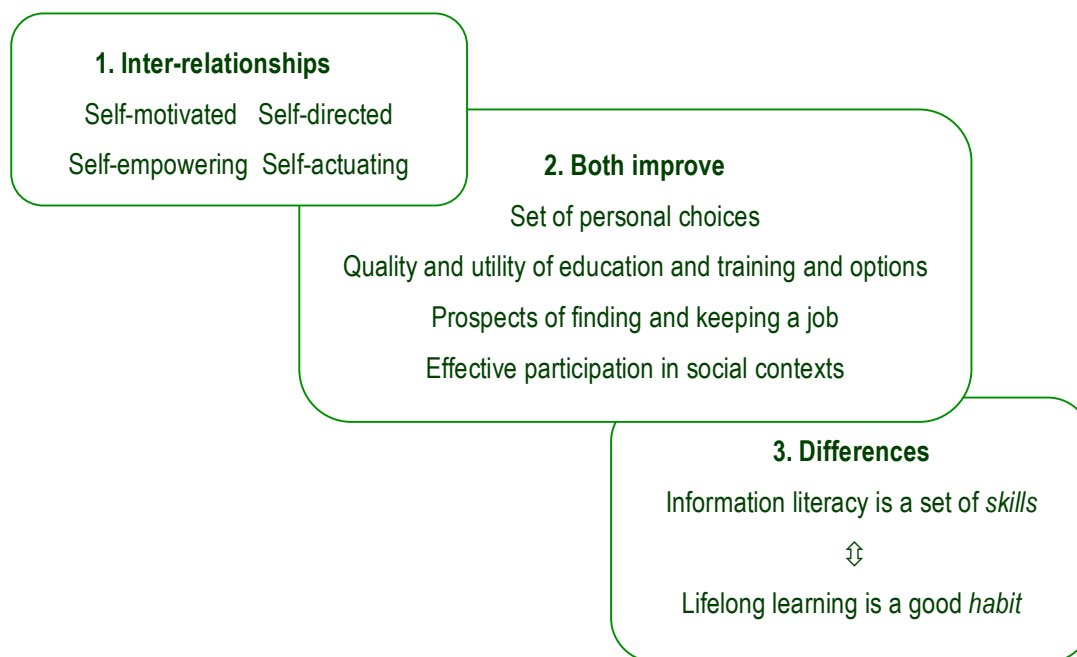 1. Inter-relationships
Self-motivated Self-directed
Self-empowering Self-actuating
2. Both improve
Set of personal choices
Quality and utility of education and training and options
Prospects of finding and keeping a job
Effective participation in social contexts
3. Differences
Information literacy is a set of skills
⇳
Lifelong learning is a good habit